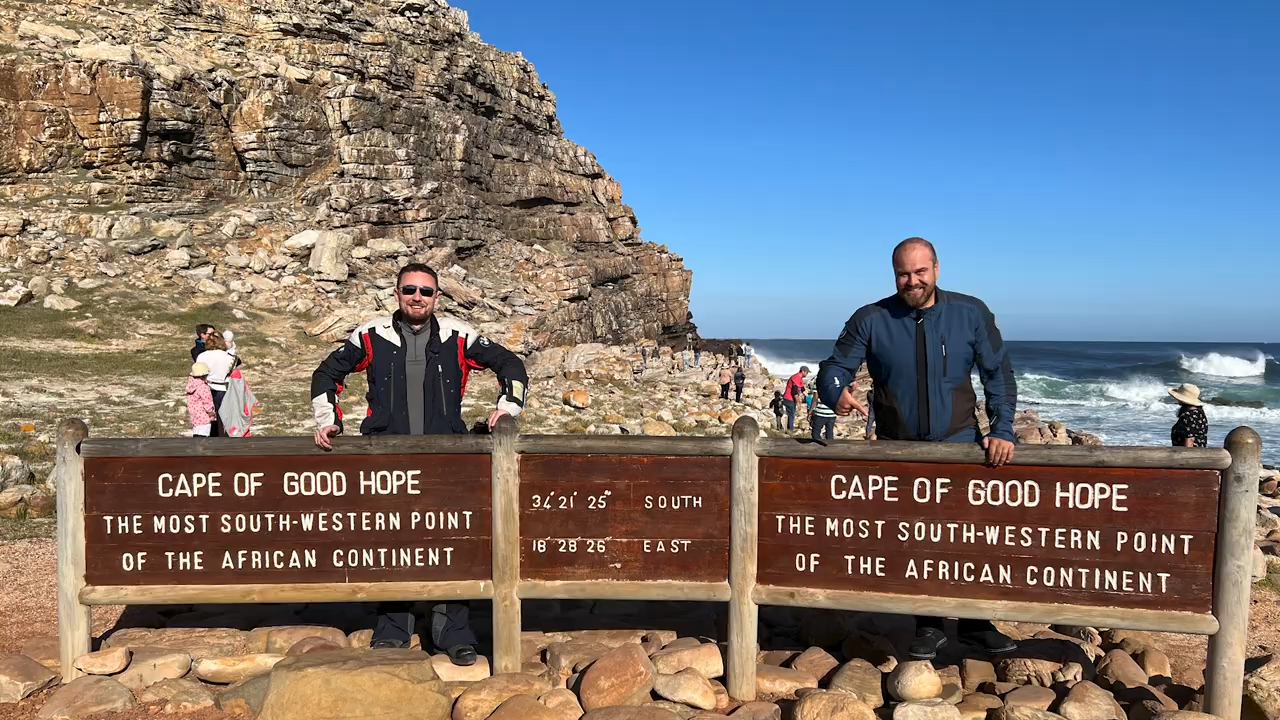 CAPE OF GOOD HOPE
THE MOST SOUTH-WESTERN POINT
OF THE AFRICAN CONTINENT
34° 21' 25" SOUTH
18° 28' 26" EAST
CAPE OF GOOD HOPE
THE MOST SOUTH-WESTERN POINT
OF THE AFRICAN CONTINENT